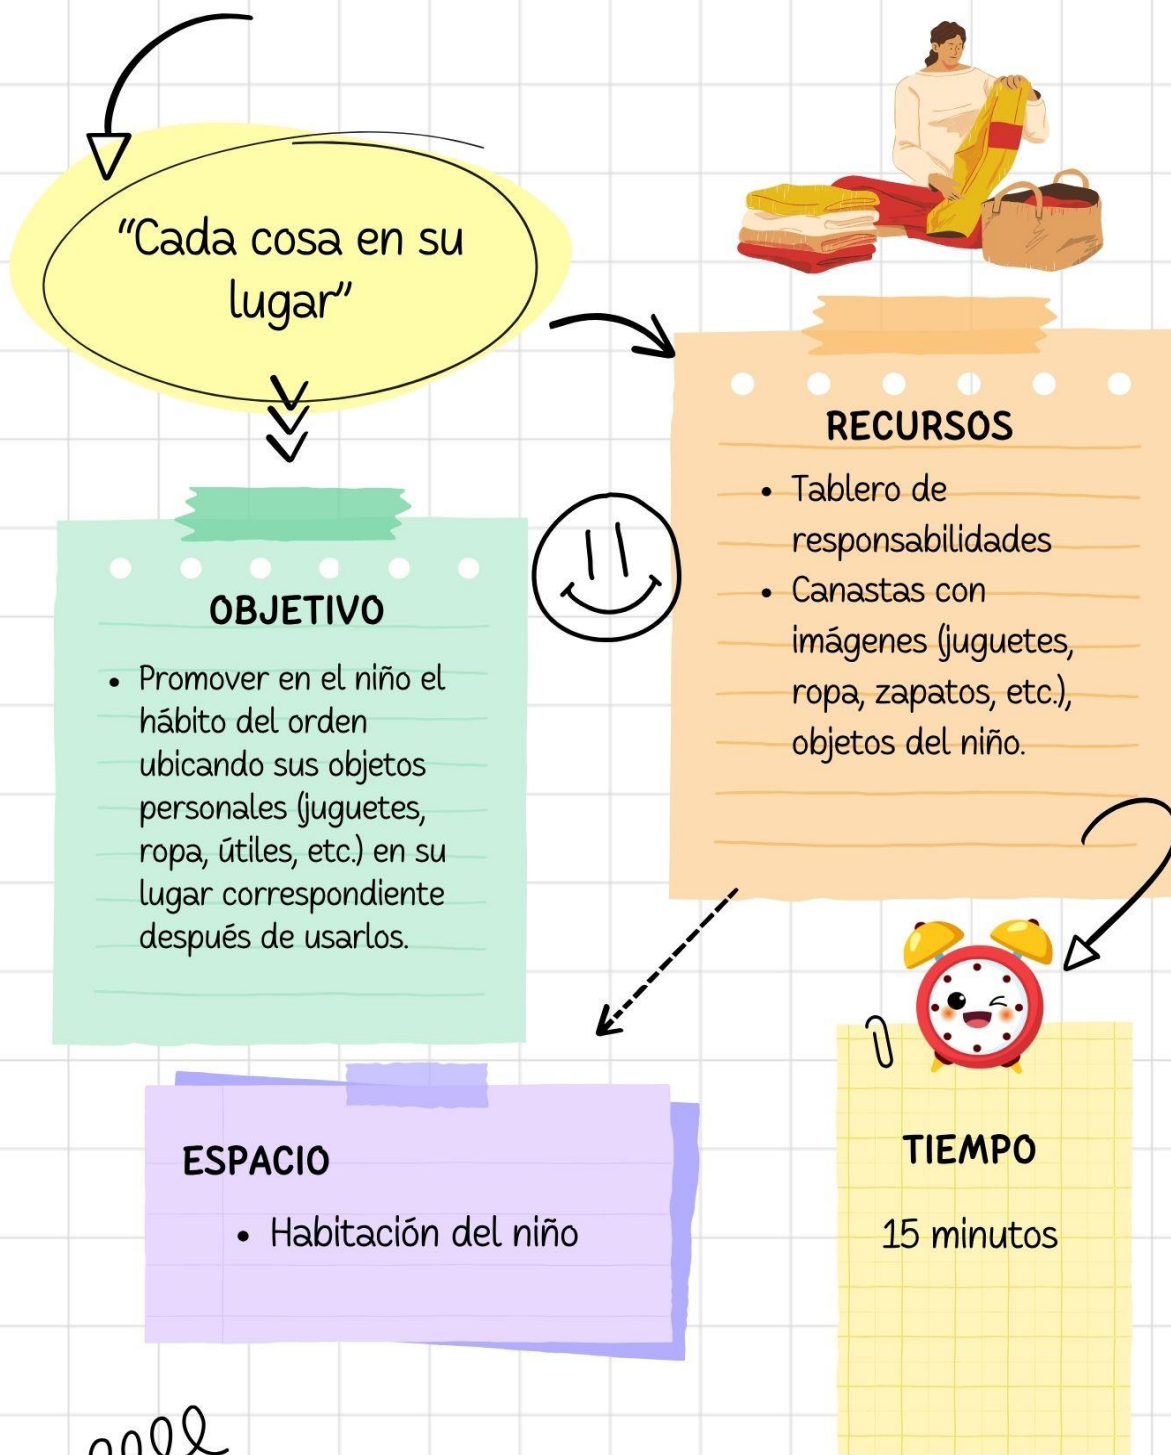 “Cada cosa en su
lugar”
RECURSOS
• Tablero de
responsabilidades
• Canastas con
imágenes (juguetes,
ropa, zapatos, etc.),
objetos del niño.
OBJETIVO
• Promover en el niño el
hábito del orden
ubicando sus objetos
personales (juguetes,
ropa, útiles, etc.) en su
lugar correspondiente
después de usarlos.
ESPACIO
• Habitación del niño
TIEMPO
15 minutos